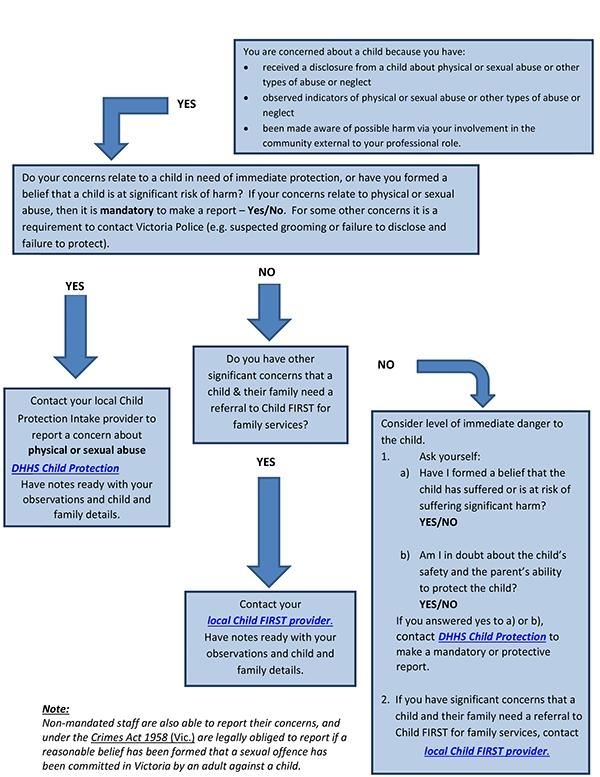 You are concerned about a child because you have:
• received a disclosure from a child about physical or sexual abuse or other
types of abuse or neglect
• observed indicators of physical or sexual abuse or other types of abuse or
neglect
• been made aware of possible harm via your involvement in the
community external to your professional role.
YES
Do your concerns relate to a child in need of immediate protection, or have you formed a
belief that a child is at significant risk of harm? If your concerns relate to physical or sexual
abuse, then it is mandatory to make a report – Yes/No. For some other concerns it is a
requirement to contact Victoria Police (e.g. suspected grooming or failure to disclose and
failure to protect).
YES
Contact your local Child
Protection Intake provider to
report a concern about
physical or sexual abuse
DHHS Child Protection
Have notes ready with your
observations and child and
family details.
NO
Do you have other
significant concerns that a
child & their family need a
referral to Child FIRST for
family services?
YES
Contact your
local Child FIRST provider.
Have notes ready with your
observations and child and
family details.
NO
Consider level of immediate danger to
the child.
1. Ask yourself:
a) Have I formed a belief that the
child has suffered or is at risk of
suffering significant harm?
YES/NO
b) Am I in doubt about the child's
safety and the parent's ability
to protect the child?
YES/NO
If you answered yes to a) or b),
contact DHHS Child Protection to
make a mandatory or protective
report.
2. If you have significant concerns that a
child and their family need a referral to
Child FIRST for family services, contact
local Child FIRST provider.
Note:
Non-mandated staff are also able to report their concerns, and
under the Crimes Act 1958 (Vic.) are legally obliged to report if a
reasonable belief has been formed that a sexual offence has
been committed in Victoria by an adult against a child.